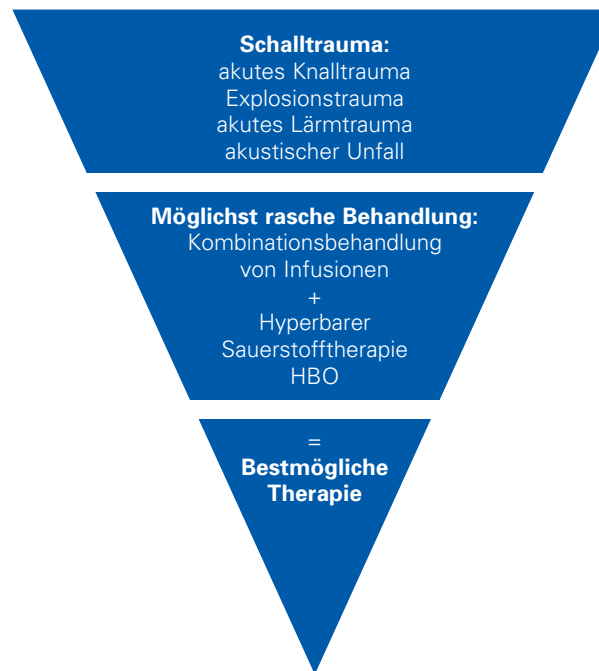 Schalltrauma:
akutes Knalltrauma
Explosionstrauma
akutes Lärmtrauma
akustischer Unfall
Möglichst rasche Behandlung:
Kombinationsbehandlung
von Infusionen
+
Hyperbarer
Sauerstofftherapie
HBO
=
Bestmögliche
Therapie